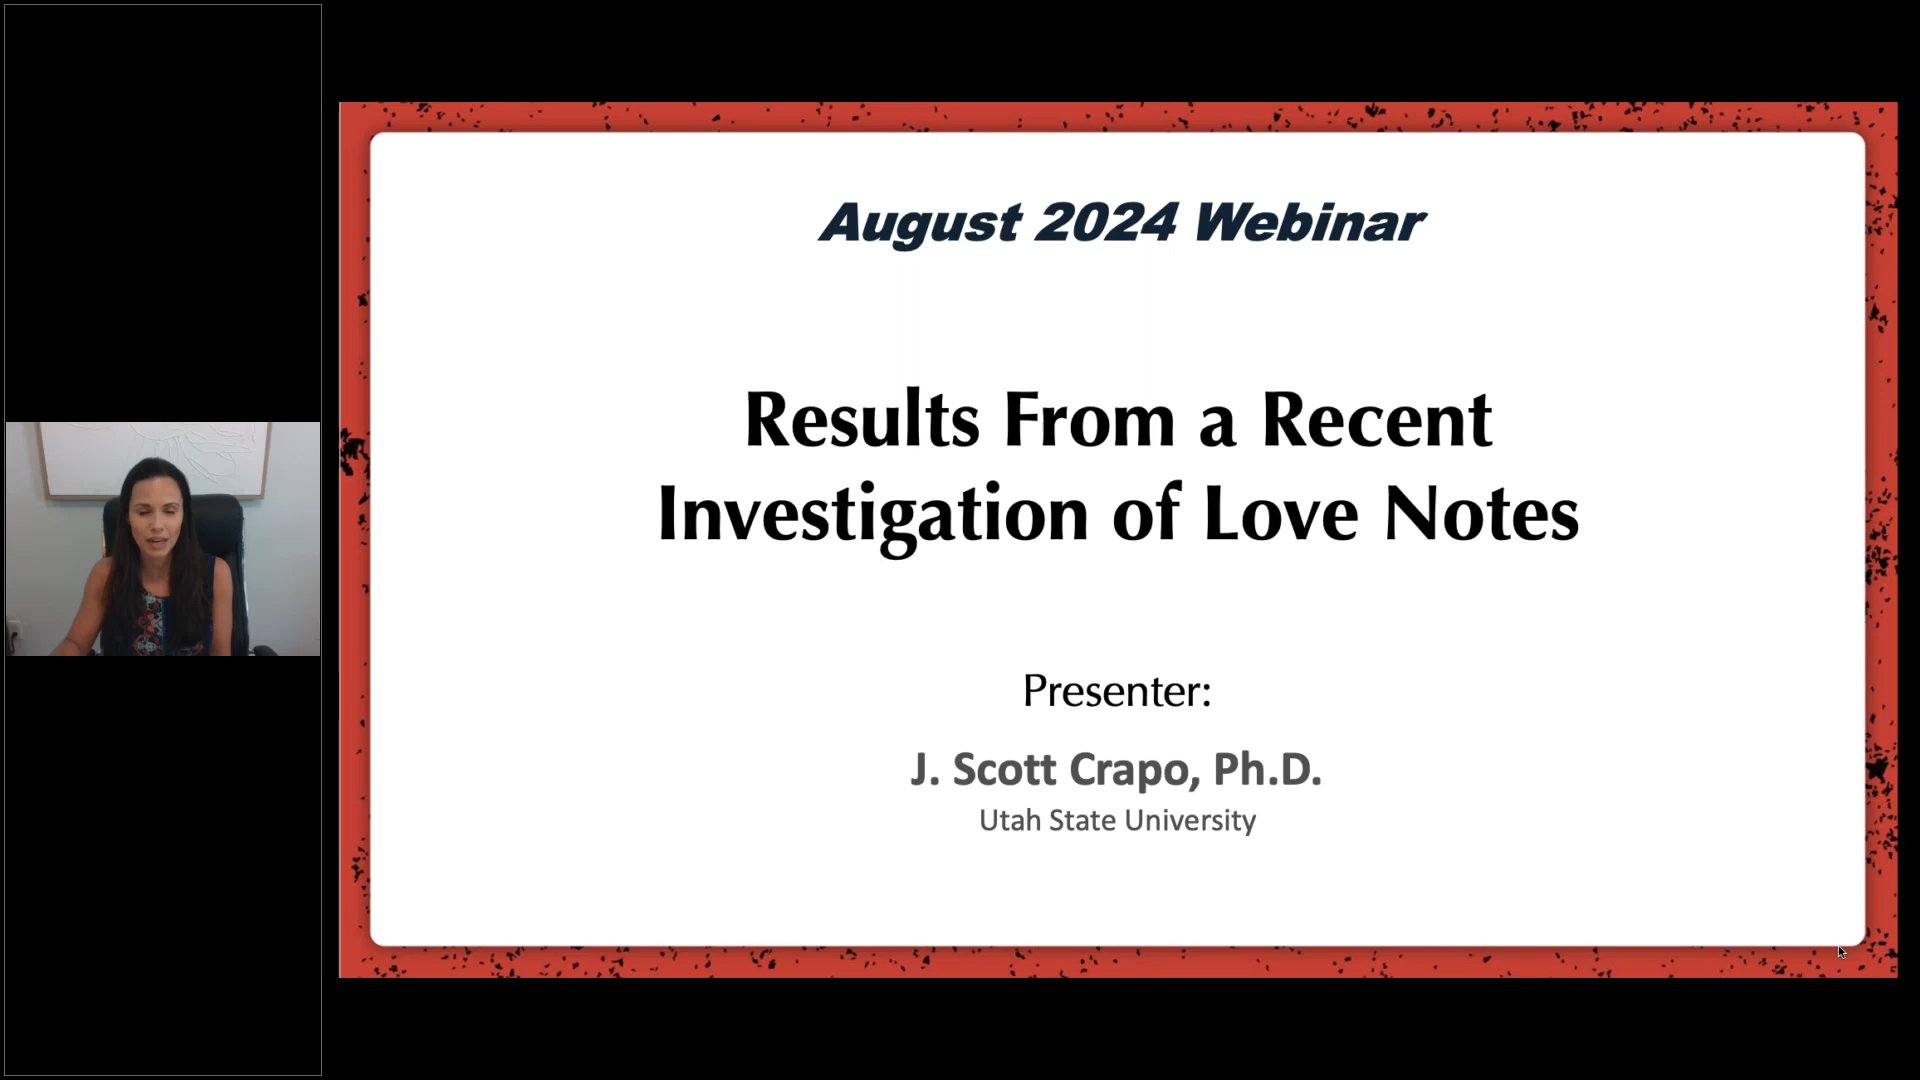 August 2024 Webinar
Results From a Recent
Investigation of Love Notes
Presenter:
J. Scott Crapo, Ph.D.
Utah State University